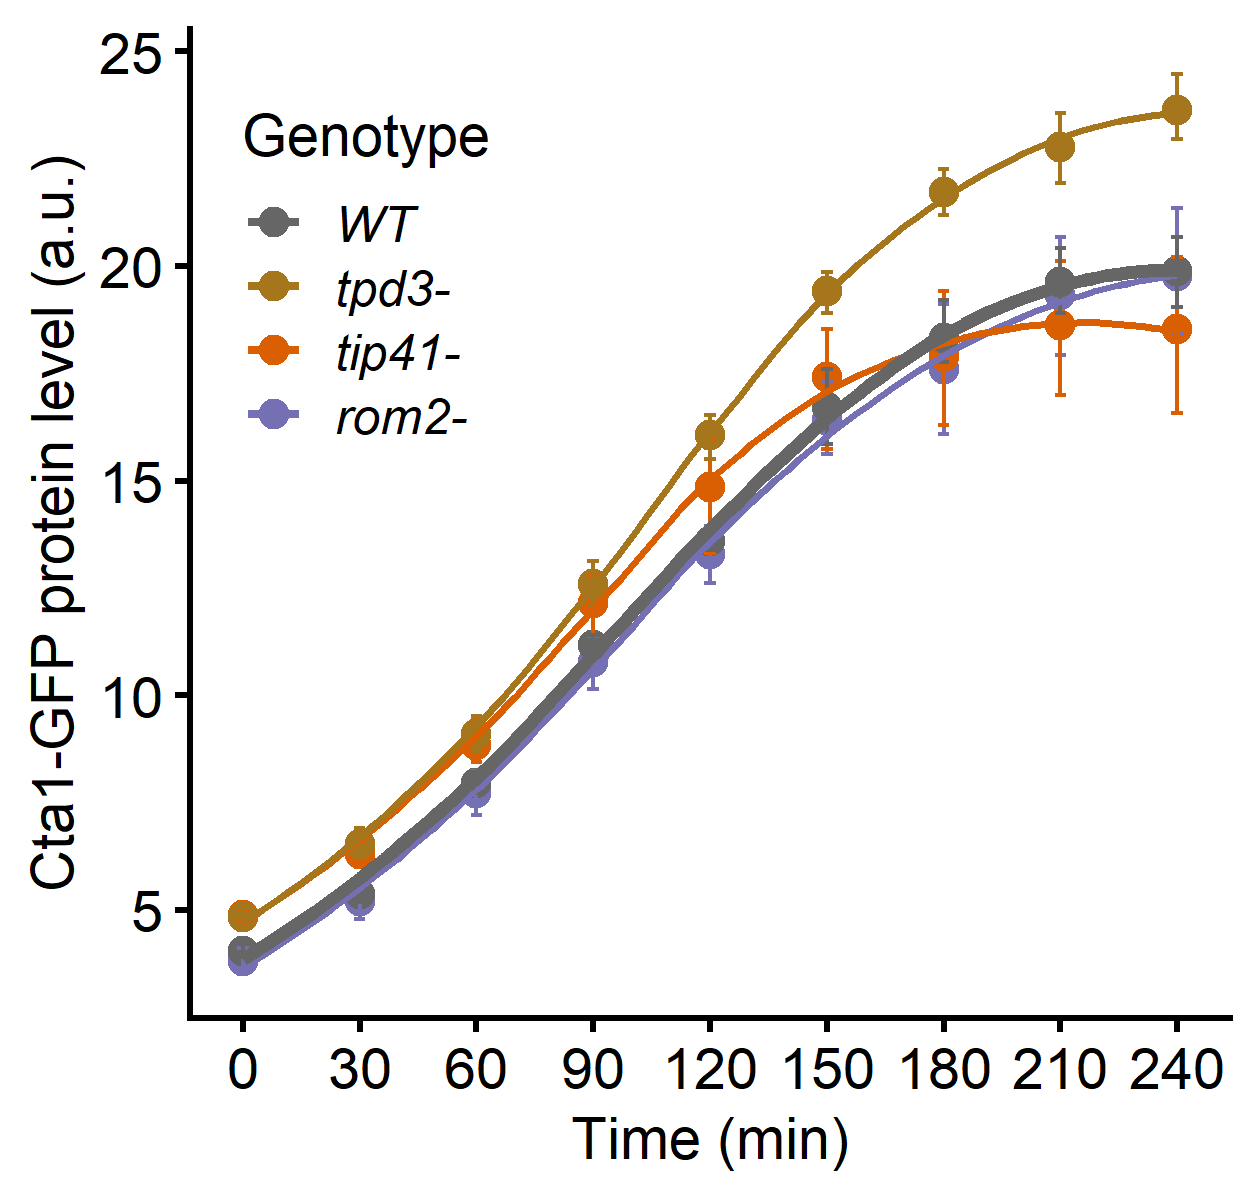 25
20
15
10
5
Cta1-GFP protein level (a.u.)
Genotype
WT
tpd3-
tip41-
rom2-
0 30 60 90 120 150 180 210 240
Time (min)